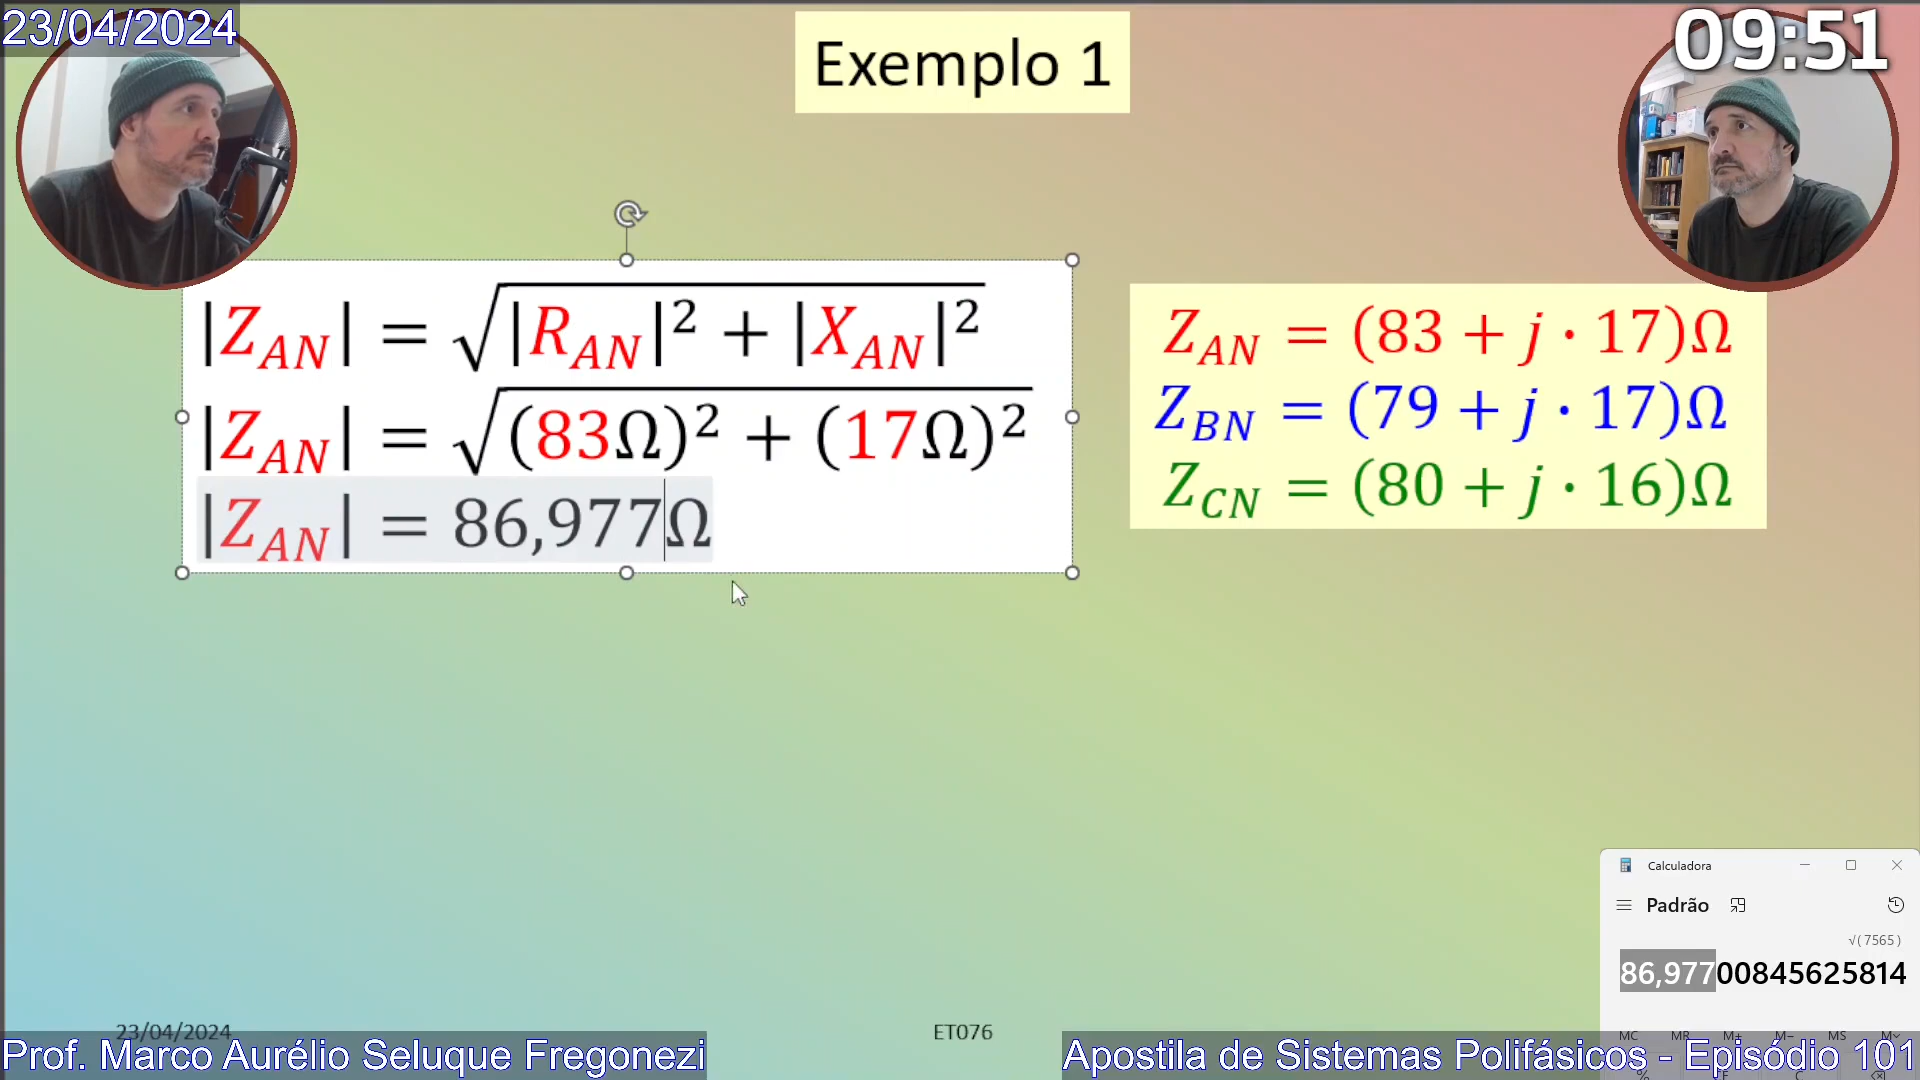 23/04/2024
Exemplo 1
09:51
|Z_AN| = √(|R_AN|² + |X_AN|²)
|Z_AN| = √((83Ω)² + (17Ω)²)
|Z_AN| = 86,977Ω
Z_AN = (83 + j · 17)Ω
Z_BN = (79 + j · 17)Ω
Z_CN = (80 + j · 16)Ω
Calculadora
Padrão
√(7565)
86,97700845625814
MC MR M+ M− MS M
23/04/2024
ET076
Prof. Marco Aurélio Seluque Fregonezi
Apostila de Sistemas Polifásicos - Episódio 101